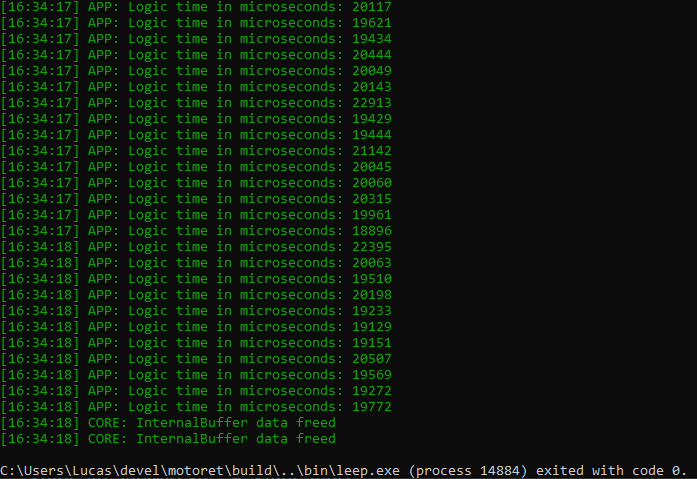 [16:34:17] APP: Logic time in microseconds: 20117
[16:34:17] APP: Logic time in microseconds: 19621
[16:34:17] APP: Logic time in microseconds: 19434
[16:34:17] APP: Logic time in microseconds: 20444
[16:34:17] APP: Logic time in microseconds: 20049
[16:34:17] APP: Logic time in microseconds: 20143
[16:34:17] APP: Logic time in microseconds: 22913
[16:34:17] APP: Logic time in microseconds: 19429
[16:34:17] APP: Logic time in microseconds: 19444
[16:34:17] APP: Logic time in microseconds: 21142
[16:34:17] APP: Logic time in microseconds: 20045
[16:34:17] APP: Logic time in microseconds: 20060
[16:34:17] APP: Logic time in microseconds: 20315
[16:34:17] APP: Logic time in microseconds: 19961
[16:34:17] APP: Logic time in microseconds: 18896
[16:34:18] APP: Logic time in microseconds: 22395
[16:34:18] APP: Logic time in microseconds: 20063
[16:34:18] APP: Logic time in microseconds: 19510
[16:34:18] APP: Logic time in microseconds: 20198
[16:34:18] APP: Logic time in microseconds: 19233
[16:34:18] APP: Logic time in microseconds: 19129
[16:34:18] APP: Logic time in microseconds: 19151
[16:34:18] APP: Logic time in microseconds: 20507
[16:34:18] APP: Logic time in microseconds: 19569
[16:34:18] APP: Logic time in microseconds: 19272
[16:34:18] APP: Logic time in microseconds: 19772
[16:34:18] CORE: InternalBuffer data freed
[16:34:18] CORE: InternalBuffer data freed
C:\Users\Lucas\devel\motoret\build\..\bin\leep.exe (process 14884) exited with code 0.